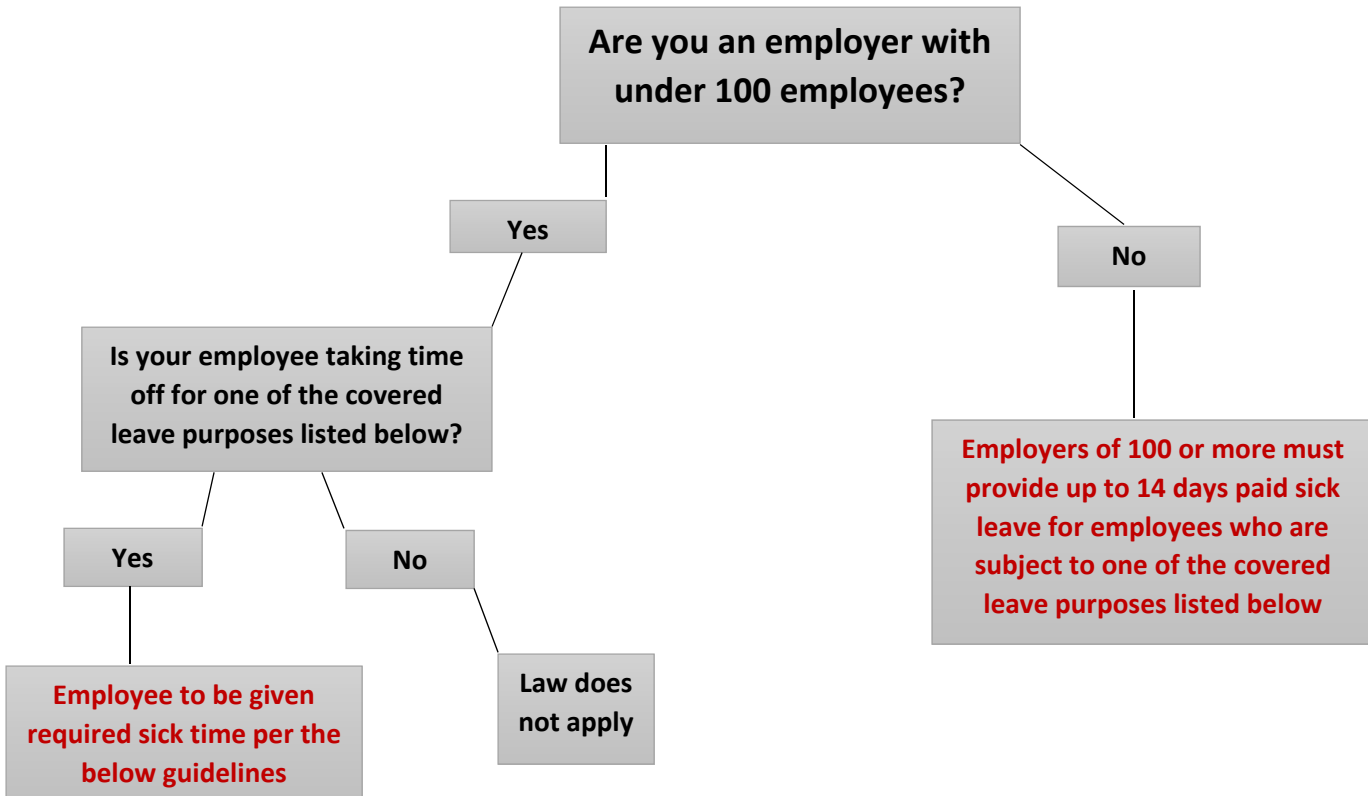 Are you an employer with
under 100 employees?
Yes
No
Is your employee taking time
off for one of the covered
leave purposes listed below?
Employers of 100 or more must
provide up to 14 days paid sick
leave for employees who are
subject to one of the covered
leave purposes listed below
Yes
No
Employee to be given
required sick time per the
below guidelines
Law does
not apply